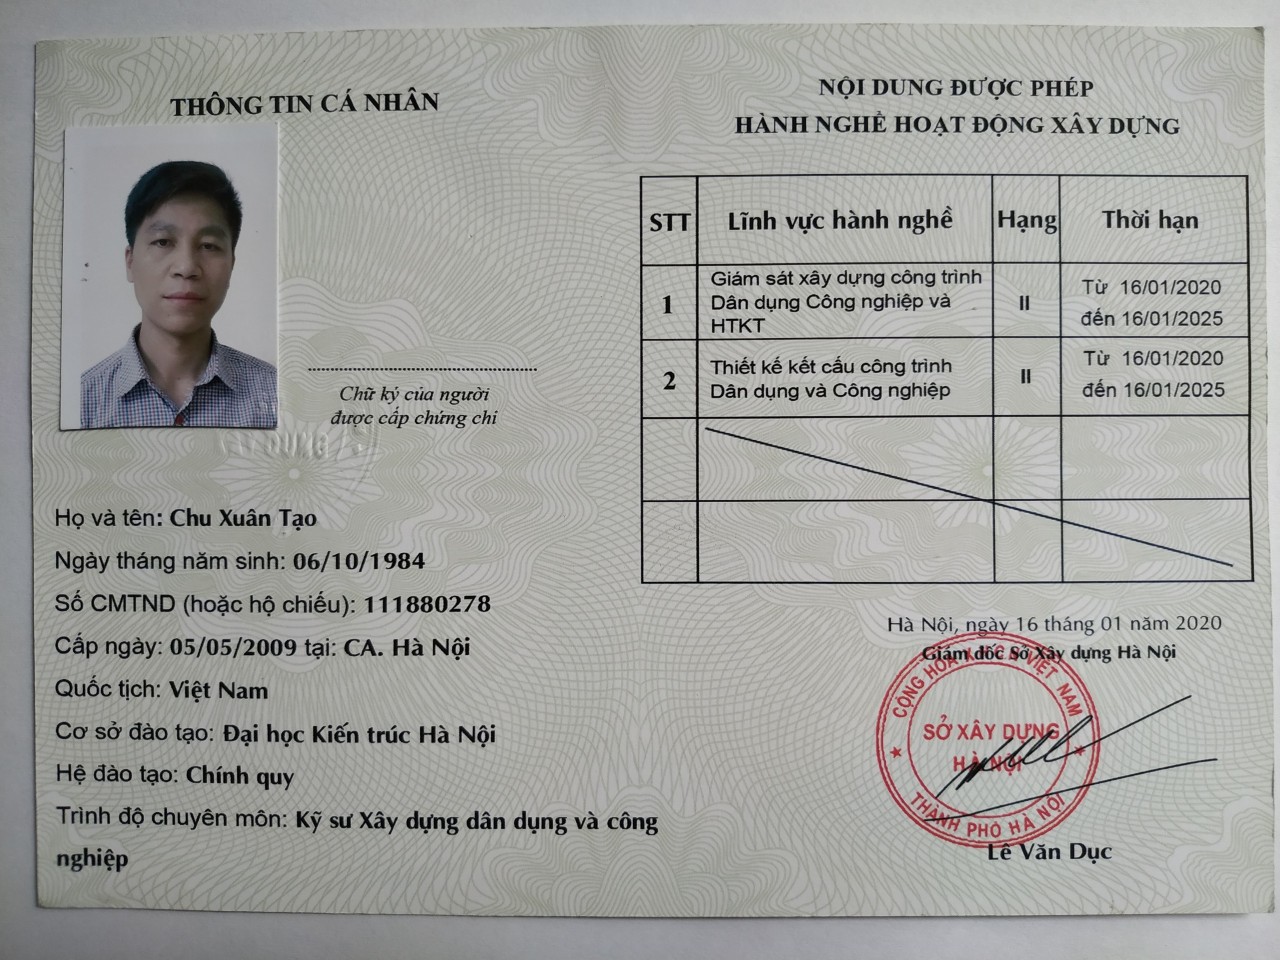 THÔNG TIN CÁ NHÂN
Chữ ký của người
được cấp chứng chỉ
XÂY DỰNG
Họ và tên: Chu Xuân Tạo
Ngày tháng năm sinh: 06/10/1984
Số CMTND (hoặc hộ chiếu): 111880278
Cấp ngày: 05/05/2009 tại: CA. Hà Nội
Quốc tịch: Việt Nam
Cơ sở đào tạo: Đại học Kiến trúc Hà Nội
Hệ đào tạo: Chính quy
Trình độ chuyên môn: Kỹ sư Xây dựng dân dụng và công
nghiệp
NỘI DUNG ĐƯỢC PHÉP
HÀNH NGHỀ HOẠT ĐỘNG XÂY DỰNG
STT Lĩnh vực hành nghề Hạng Thời hạn
1 Giám sát xây dựng công trình Dân dụng Công nghiệp và HTKT II Từ 16/01/2020 đến 16/01/2025
2 Thiết kế kết cấu công trình Dân dụng và Công nghiệp II Từ 16/01/2020 đến 16/01/2025
Hà Nội, ngày 16 tháng 01 năm 2020
Giám đốc Sở Xây dựng Hà Nội
SỞ XÂY DỰNG
HÀ NỘI
THÀNH PHỐ HÀ NỘI
Lê Văn Dục